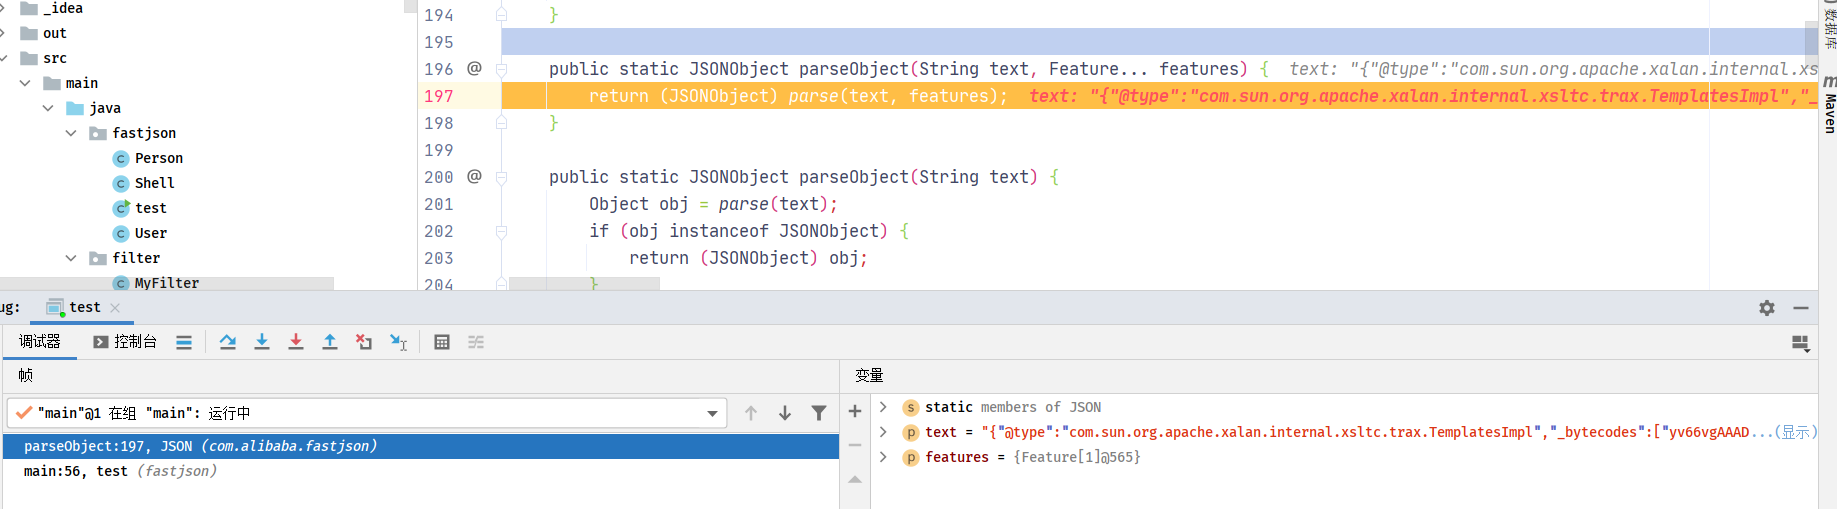 _idea
out
src
main
java
fastjson
Person
Shell
test
User
filter
MyFilter
194 }
195
196 @ public static JSONObject parseObject(String text, Feature... features) { text: "{"@type":"com.sun.org.apache.xalan.internal.xs
197 return (JSONObject) parse(text, features); text: "{"@type":"com.sun.org.apache.xalan.internal.xsltc.trax.TemplatesImpl","_
198 }
199
200 @ public static JSONObject parseObject(String text) {
201 Object obj = parse(text);
202 if (obj instanceof JSONObject) {
203 return (JSONObject) obj;
204 }
数据库
Maven
ug: test
调试器 控制台
帧
变量
"main"@1 在组 "main": 运行中
parseObject:197, JSON (com.alibaba.fastjson)
main:56, test (fastjson)
static members of JSON
text = "{"@type":"com.sun.org.apache.xalan.internal.xsltc.trax.TemplatesImpl","_bytecodes":["yv66vgAAAD...(显示)
features = {Feature[1]@565}